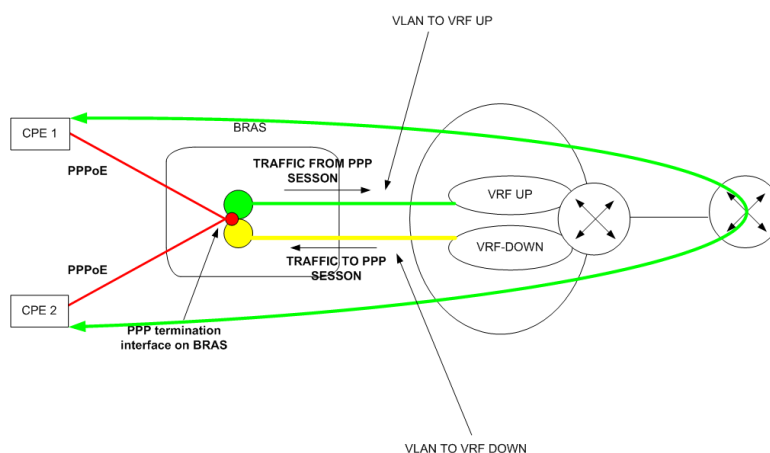 VLAN TO VRF UP
CPE 1
BRAS
PPPoE
TRAFFIC FROM PPP
SESSON
VRF UP
VRF-DOWN
TRAFFIC TO PPP
SESSON
PPPoE
CPE 2
PPP termination
interface on BRAS
VLAN TO VRF DOWN